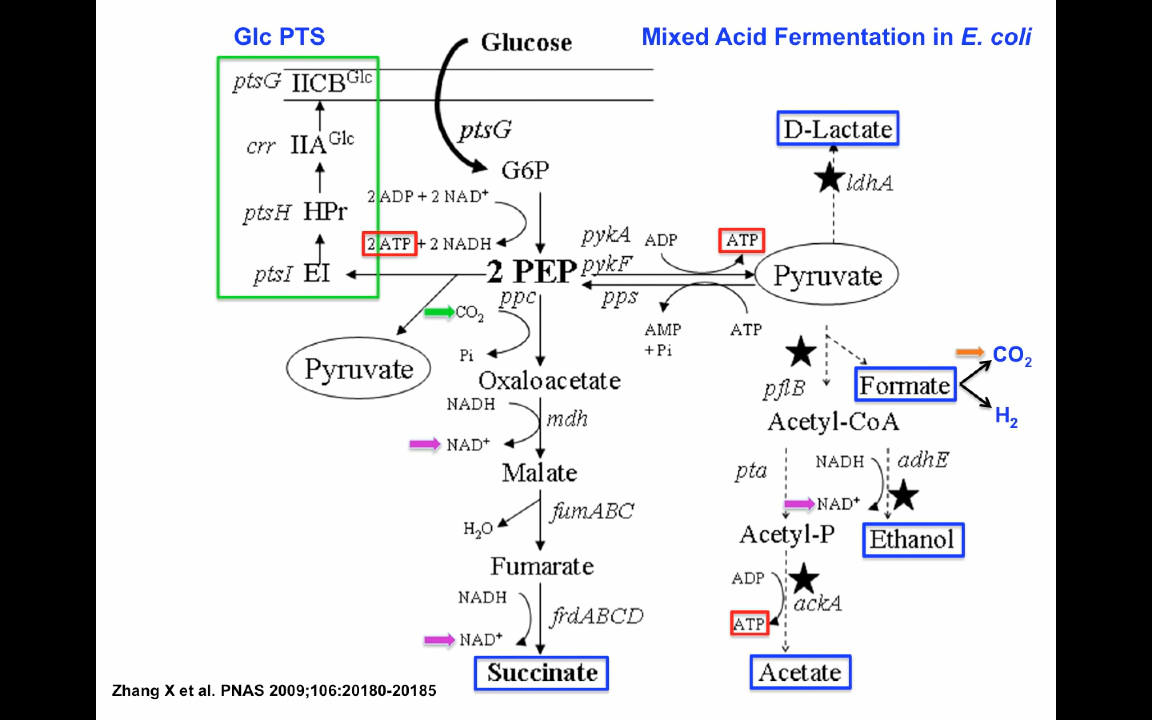 Glc PTS
Mixed Acid Fermentation in E. coli
Glucose
ptsG IICB^Glc
ptsG
crr IIA^Glc
G6P
D-Lactate
ldhA
2 ADP + 2 NAD⁺
ptsH HPr
2 ATP + 2 NADH
pykA ADP ATP
ptsI EI
2 PEP
pykF
Pyruvate
ppc
pps
CO₂
AMP
+ Pi
ATP
Pi
Pyruvate
CO₂
Formate
H₂
pflB
Oxaloacetate
NADH
mdh
NAD⁺
Acetyl-CoA
Malate
pta
NADH
adhE
NAD⁺
H₂O
fumABC
Acetyl-P
Ethanol
Fumarate
ADP
NADH
frdABCD
ackA
ATP
NAD⁺
Succinate
Acetate
Zhang X et al. PNAS 2009;106:20180-20185